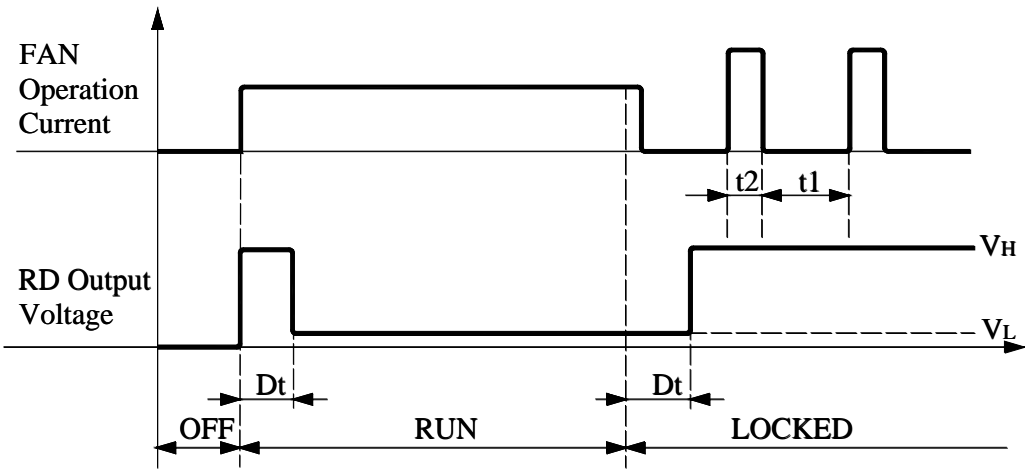 FAN
Operation
Current
t2
t1
VH
RD Output
Voltage
VL
Dt
Dt
OFF
RUN
LOCKED